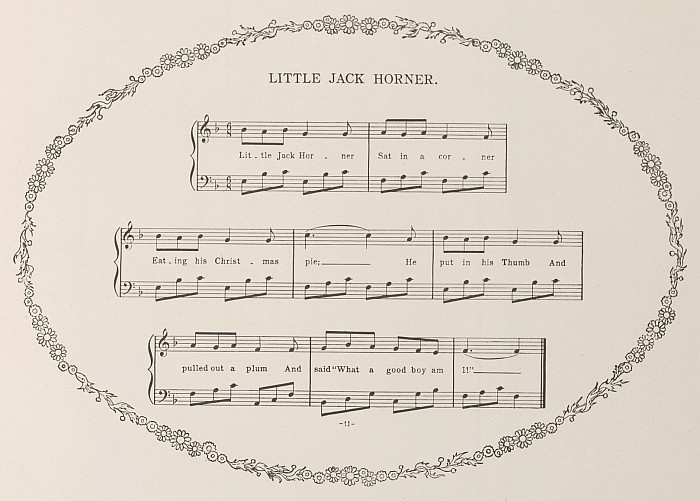 LITTLE JACK HORNER.
Lit-tle Jack Hor-ner Sat in a cor-ner
Eat-ing his Christ-mas pie; He put in his Thumb And
pulled out a plum And said "What a good boy am I!"
-11-